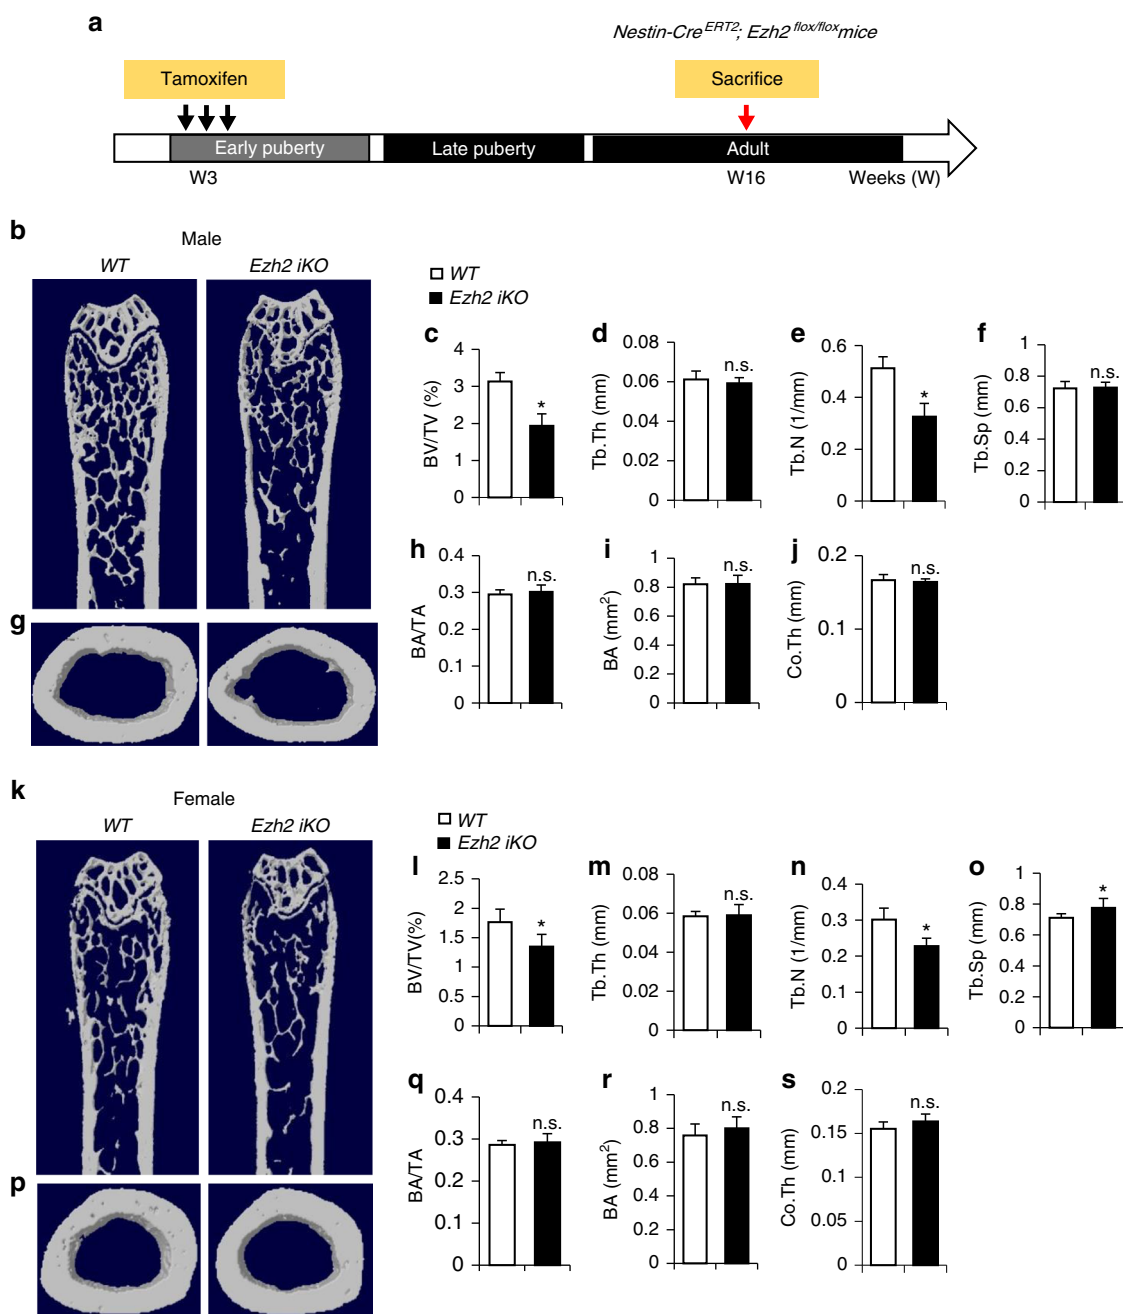 a
Nestin-Cre^ERT2; Ezh2^flox/flox mice
Tamoxifen
Sacrifice
Early puberty
Late puberty
Adult
W3
W16
Weeks (W)
b
Male
WT
Ezh2 iKO
WT
Ezh2 iKO
c
BV/TV (%)
4
3
2
1
0
*
d
Tb.Th (mm)
0.08
0.06
0.04
0.02
0
n.s.
e
Tb.N (1/mm)
0.6
0.4
0.2
0
*
f
Tb.Sp (mm)
1
0.8
0.6
0.4
0.2
0
n.s.
g
h
BA/TA
0.4
0.3
0.2
0.1
0
n.s.
i
BA (mm²)
1
0.8
0.6
0.4
0.2
0
n.s.
j
Co.Th (mm)
0.2
0.1
0
n.s.
k
Female
WT
Ezh2 iKO
WT
Ezh2 iKO
l
BV/TV(%)
2.5
2
1.5
1
0.5
0
*
m
Tb.Th (mm)
0.08
0.06
0.04
0.02
0
n.s.
n
Tb.N (1/mm)
0.4
0.3
0.2
0.1
0
*
o
Tb.Sp (mm)
1
0.8
0.6
0.4
0.2
0
*
p
q
BA/TA
0.4
0.3
0.2
0.1
0
n.s.
r
BA (mm²)
1
0.8
0.6
0.4
0.2
0
n.s.
s
Co.Th (mm)
0.2
0.15
0.1
0.05
0
n.s.